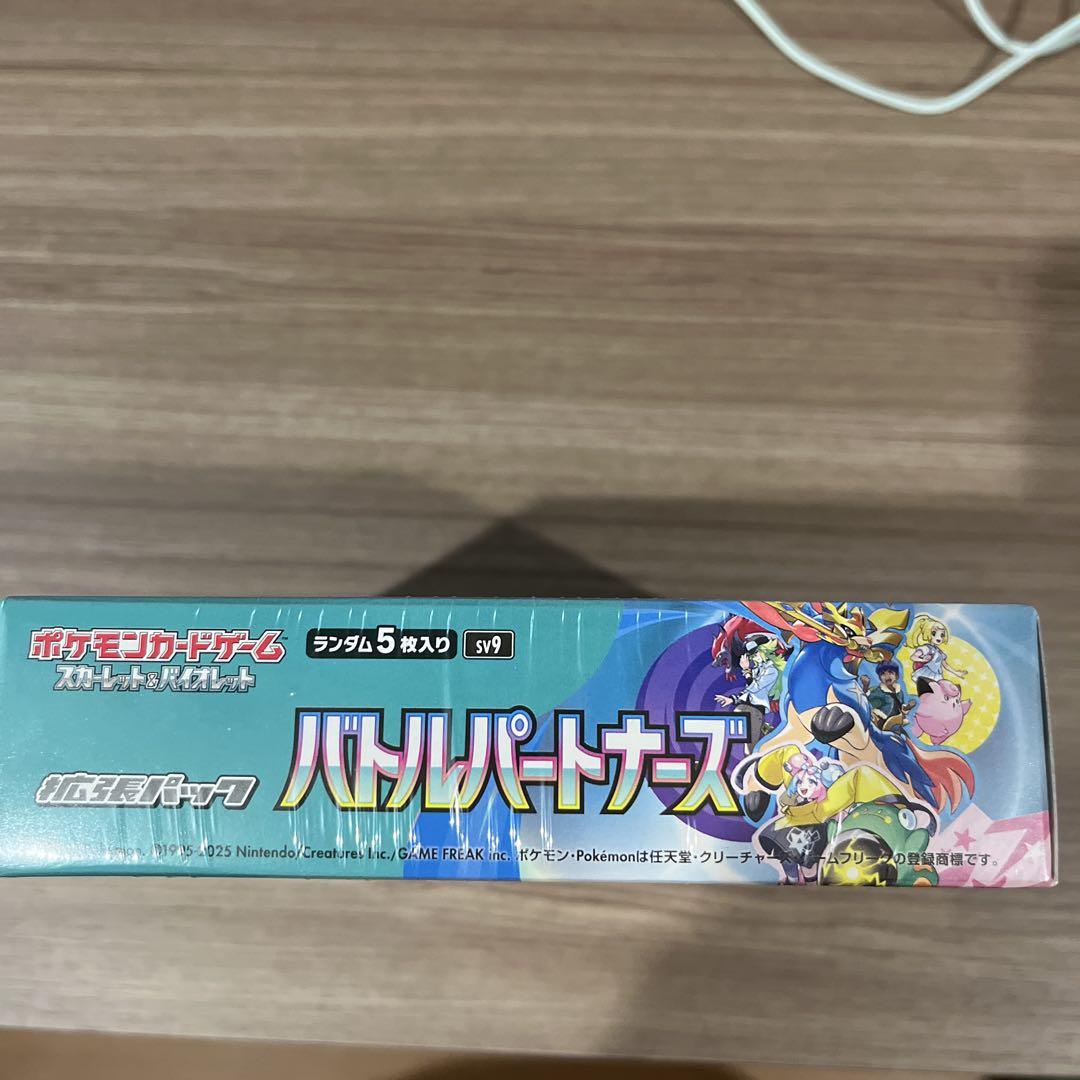 ポケモンカードゲーム
スカーレット&バイオレット
ランダム5枚入り
SV9
拡張パック
バトルパートナーズ
©1995-2025 Nintendo/Creatures Inc./GAME FREAK inc. ポケモン・Pokémonは任天堂・クリーチャーズ・ゲームフリークの登録商標です。